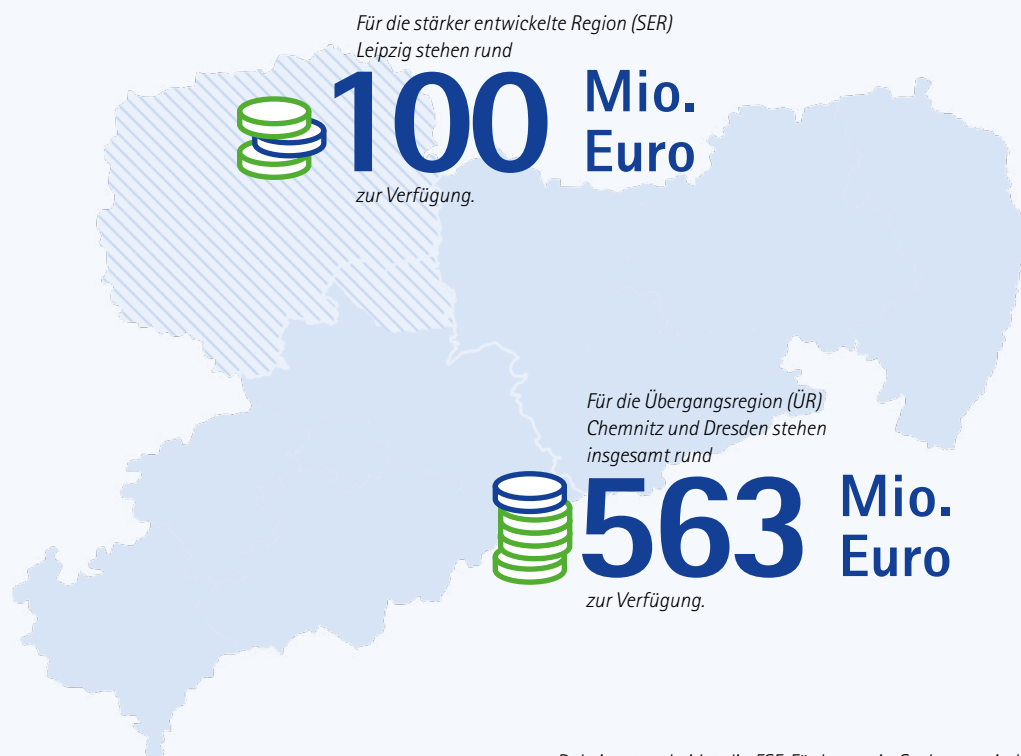 Für die stärker entwickelte Region (SER)
Leipzig stehen rund
100 Mio. Euro
zur Verfügung.
Für die Übergangsregion (ÜR)
Chemnitz und Dresden stehen
insgesamt rund
563 Mio. Euro
zur Verfügung.